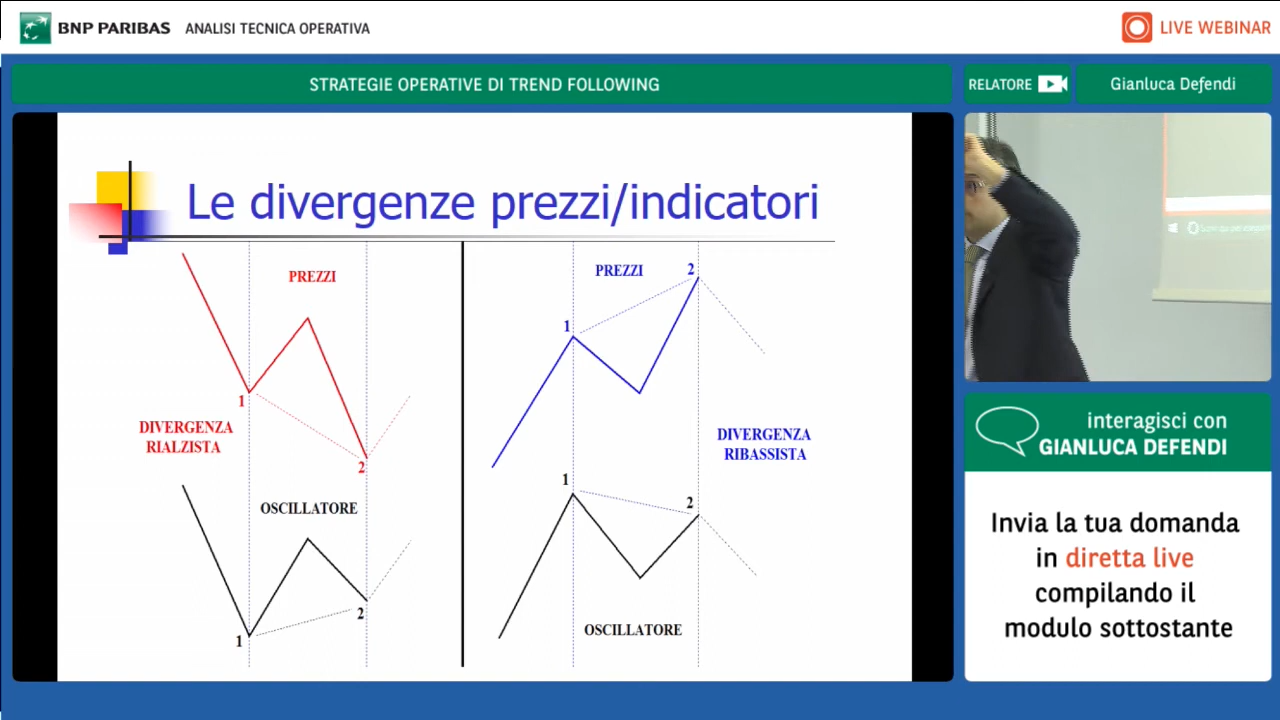 BNP PARIBAS ANALISI TECNICA OPERATIVA
LIVE WEBINAR
STRATEGIE OPERATIVE DI TREND FOLLOWING
RELATORE
Gianluca Defendi
Le divergenze prezzi/indicatori
PREZZI
1
DIVERGENZA
RIALZISTA
2
OSCILLATORE
1
2
PREZZI
2
1
DIVERGENZA
RIBASSISTA
1
2
OSCILLATORE
interagisci con
GIANLUCA DEFENDI
Invia la tua domanda
in diretta live
compilando il
modulo sottostante